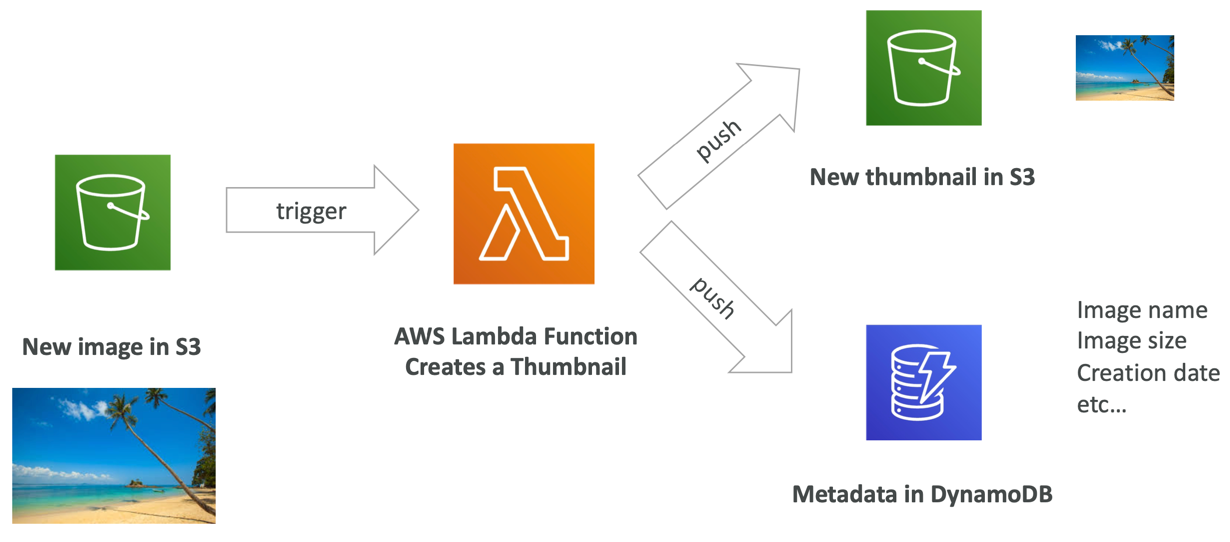 New image in S3
trigger
AWS Lambda Function
Creates a Thumbnail
push
New thumbnail in S3
push
Image name
Image size
Creation date
etc...
Metadata in DynamoDB